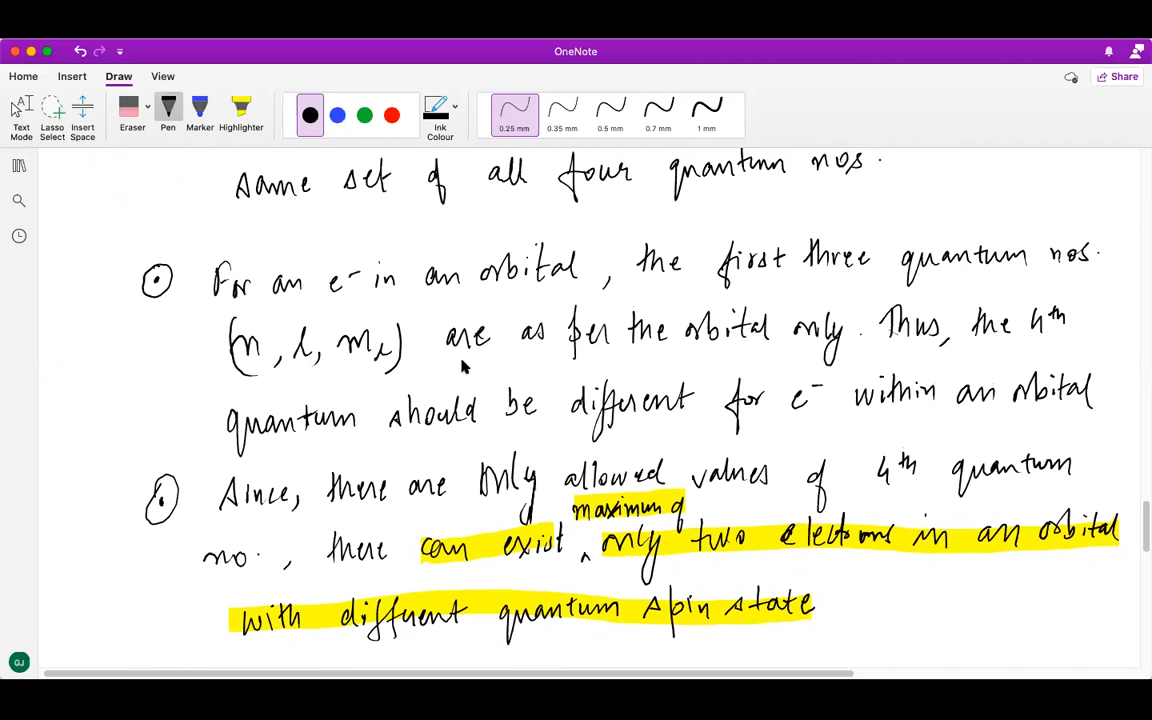 OneNote
Home Insert Draw View
Share
Text Mode
Lasso Select
Insert Space
Eraser
Pen
Marker
Highlighter
Ink Colour
0.25 mm
0.35 mm
0.5 mm
0.7 mm
1 mm
same set of all four quantum nos.
For an e⁻ in an orbital, the first three quantum nos.
(n, l, ml) are as per the orbital only. Thus, the 4th
quantum should be different for e⁻ within an orbital
Since, there are only allowed values of 4th quantum
maximum of
no., there can exist ‸ only two electrons in an orbital
with different quantum spin state
GJ